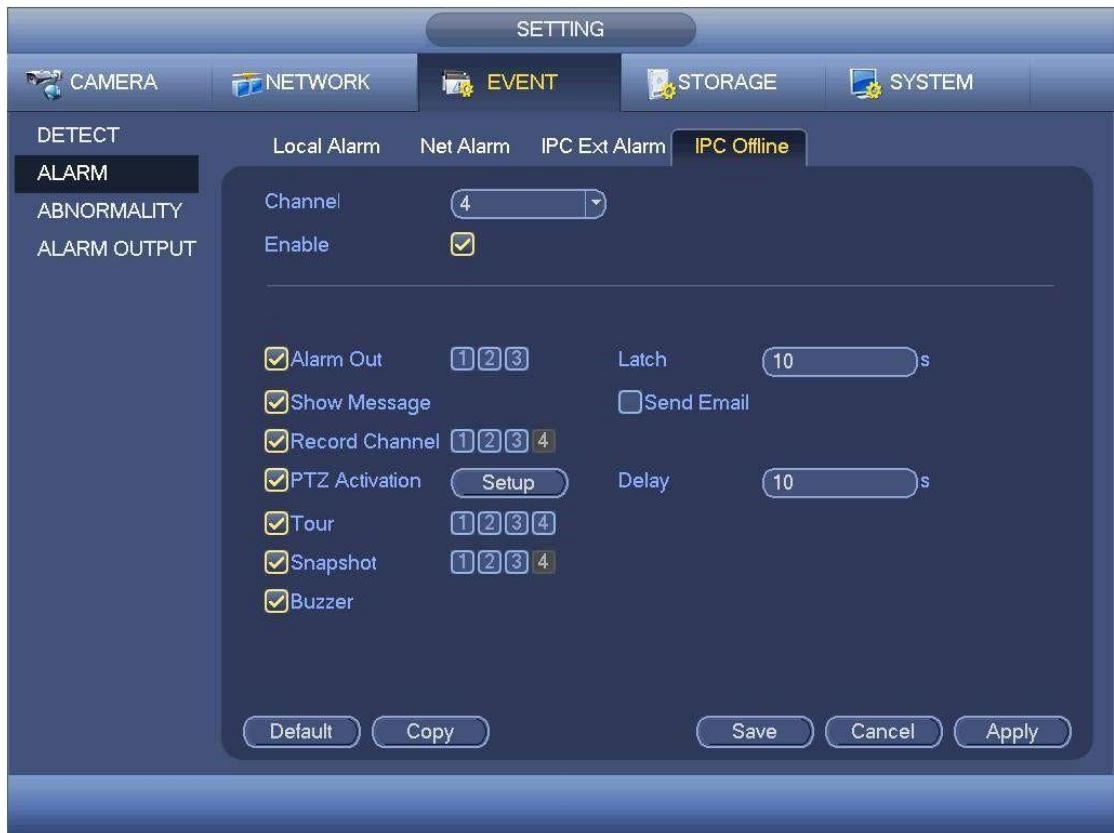 SETTING
CAMERA NETWORK EVENT STORAGE SYSTEM
DETECT
ALARM
ABNORMALITY
ALARM OUTPUT
Local Alarm Net Alarm IPC Ext Alarm IPC Offline
Channel 4
Enable
Alarm Out 1 2 3 Latch 10 s
Show Message Send Email
Record Channel 1 2 3 4
PTZ Activation Setup Delay 10 s
Tour 1 2 3 4
Snapshot 1 2 3 4
Buzzer
Default Copy Save Cancel Apply